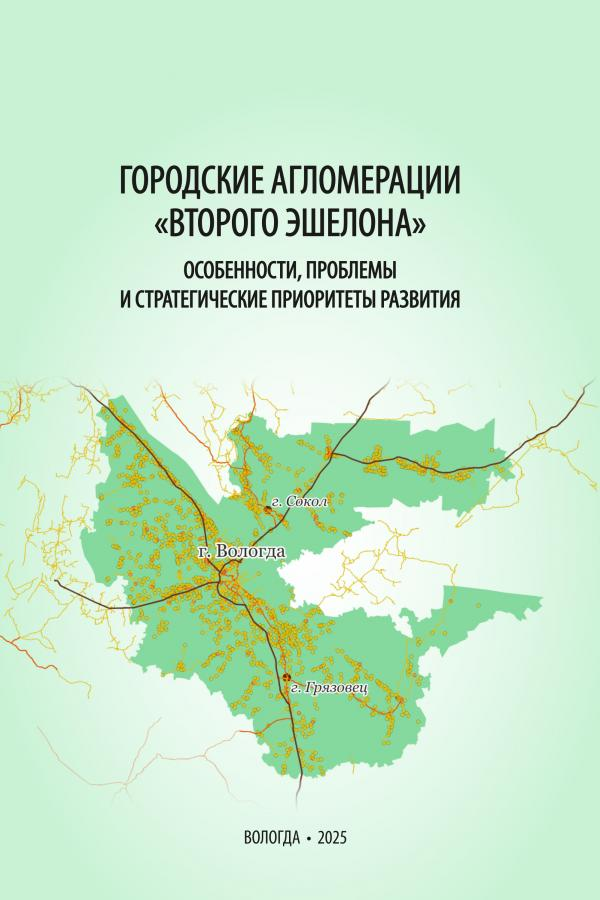 ГОРОДСКИЕ АГЛОМЕРАЦИИ
«ВТОРОГО ЭШЕЛОНА»
ОСОБЕННОСТИ, ПРОБЛЕМЫ
И СТРАТЕГИЧЕСКИЕ ПРИОРИТЕТЫ РАЗВИТИЯ
г. Сокол
г. Вологда
г. Грязовец
ВОЛОГДА • 2025